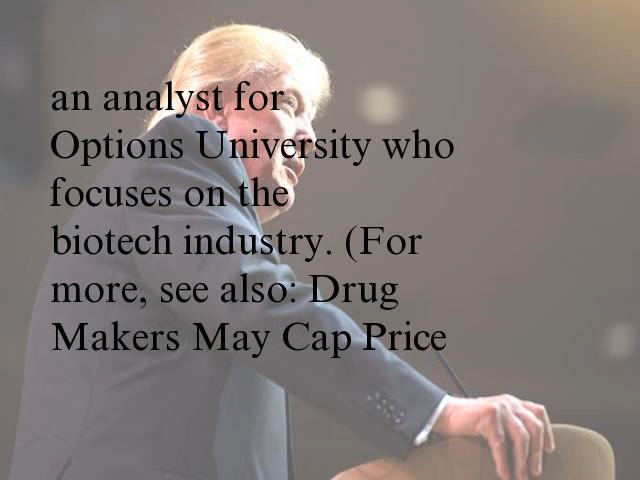 an analyst for
Options University who
focuses on the
biotech industry. (For
more, see also: Drug
Makers May Cap Price